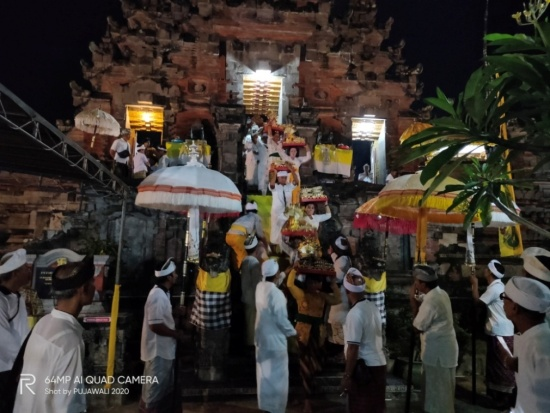 R
64MP AI QUAD CAMERA
Shot by PUJAWALI 2020